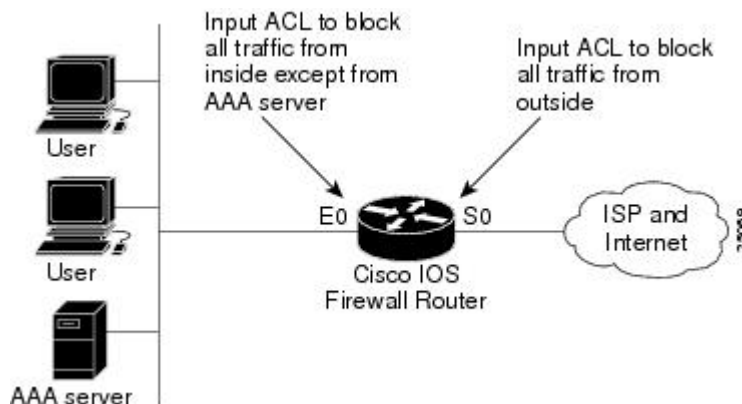 Input ACL to block
all traffic from
inside except from
AAA server
Input ACL to block
all traffic from
outside
User
User
AAA server
E0
S0
Cisco IOS
Firewall Router
ISP and
Internet